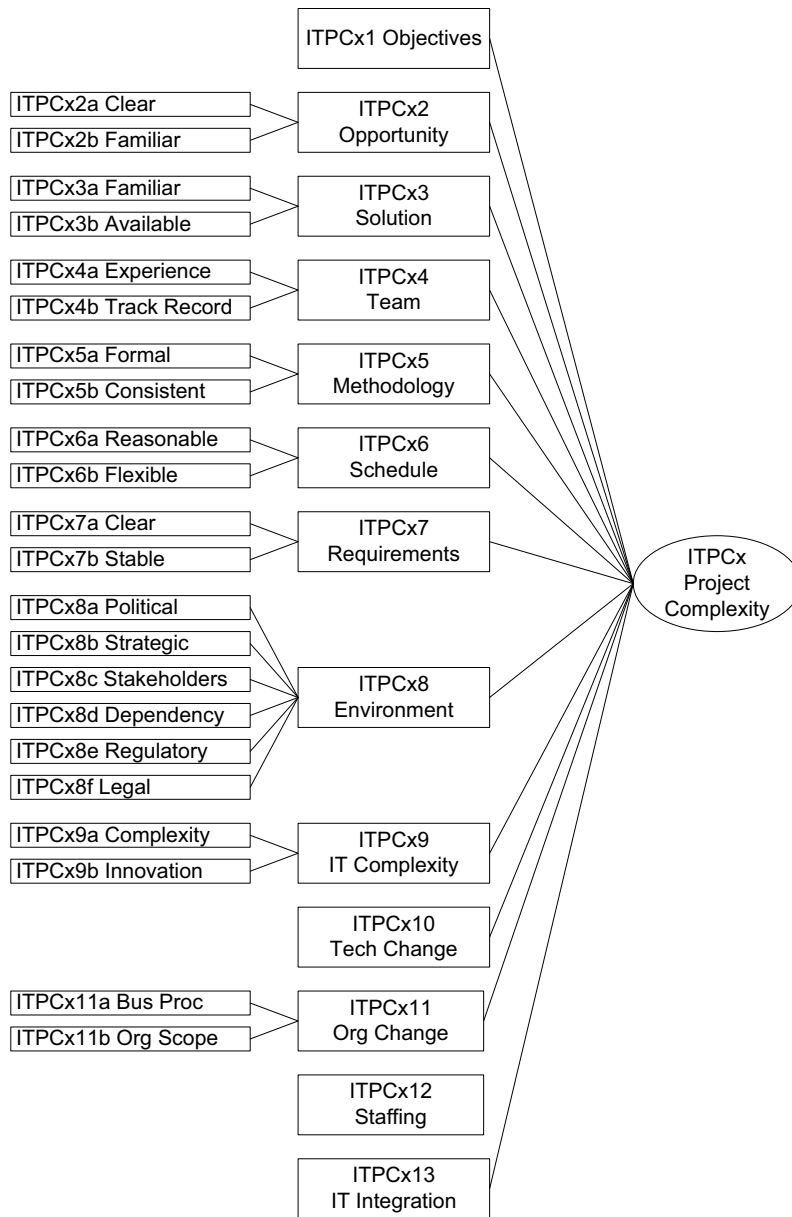 ITPCx1 Objectives
ITPCx2a Clear
ITPCx2b Familiar
ITPCx2
Opportunity
ITPCx3a Familiar
ITPCx3b Available
ITPCx3
Solution
ITPCx4a Experience
ITPCx4b Track Record
ITPCx4
Team
ITPCx5a Formal
ITPCx5b Consistent
ITPCx5
Methodology
ITPCx6a Reasonable
ITPCx6b Flexible
ITPCx6
Schedule
ITPCx7a Clear
ITPCx7b Stable
ITPCx7
Requirements
ITPCx
Project
Complexity
ITPCx8a Political
ITPCx8b Strategic
ITPCx8c Stakeholders
ITPCx8d Dependency
ITPCx8e Regulatory
ITPCx8f Legal
ITPCx8
Environment
ITPCx9a Complexity
ITPCx9b Innovation
ITPCx9
IT Complexity
ITPCx10
Tech Change
ITPCx11a Bus Proc
ITPCx11b Org Scope
ITPCx11
Org Change
ITPCx12
Staffing
ITPCx13
IT Integration